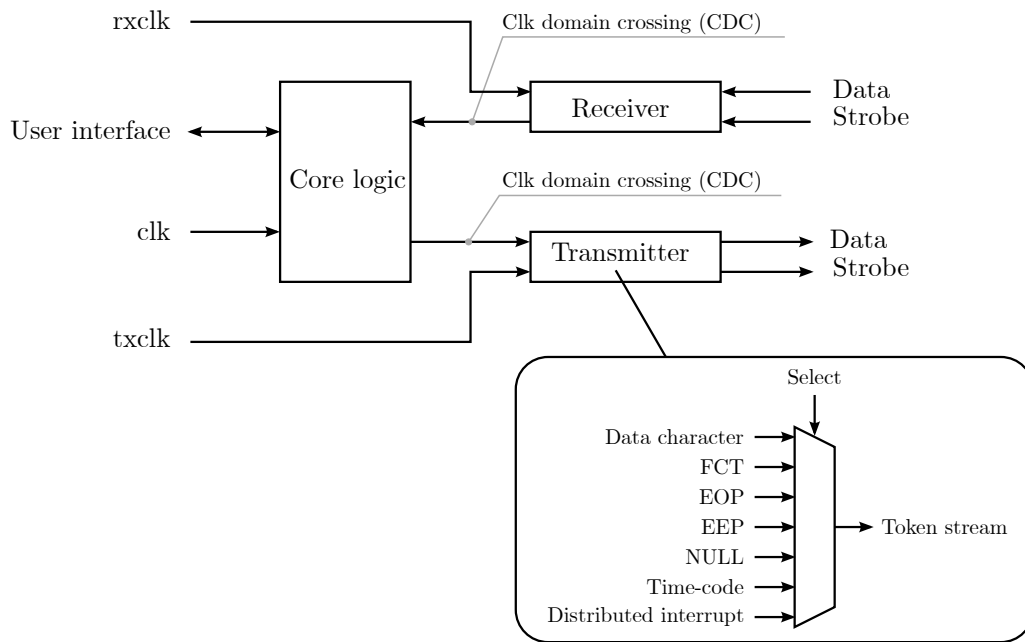 rxclk
Clk domain crossing (CDC)
Receiver
Data
Strobe
User interface
Core logic
Clk domain crossing (CDC)
clk
Transmitter
Data
Strobe
txclk
Select
Data character
FCT
EOP
EEP
Token stream
NULL
Time-code
Distributed interrupt